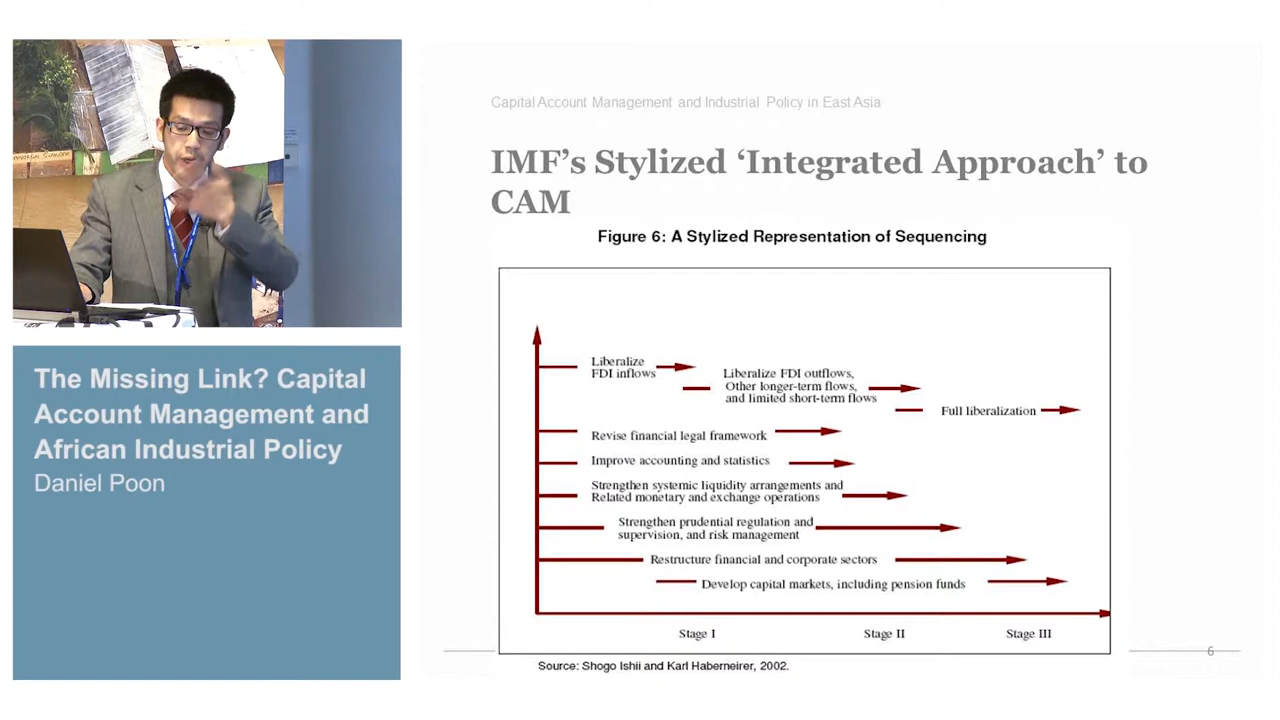 Capital Account Management and Industrial Policy in East Asia
IMF's Stylized 'Integrated Approach' to
CAM
Figure 6: A Stylized Representation of Sequencing
Liberalize
FDI inflows
Liberalize FDI outflows,
Other longer-term flows,
and limited short-term flows
Full liberalization
Revise financial legal framework
Improve accounting and statistics
Strengthen systemic liquidity arrangements and
Related monetary and exchange operations
Strengthen prudential regulation and
supervision, and risk management
Restructure financial and corporate sectors
Develop capital markets, including pension funds
Stage I
Stage II
Stage III
6
Source: Shogo Ishii and Karl Haberneirer, 2002.
The Missing Link? Capital
Account Management and
African Industrial Policy
Daniel Poon